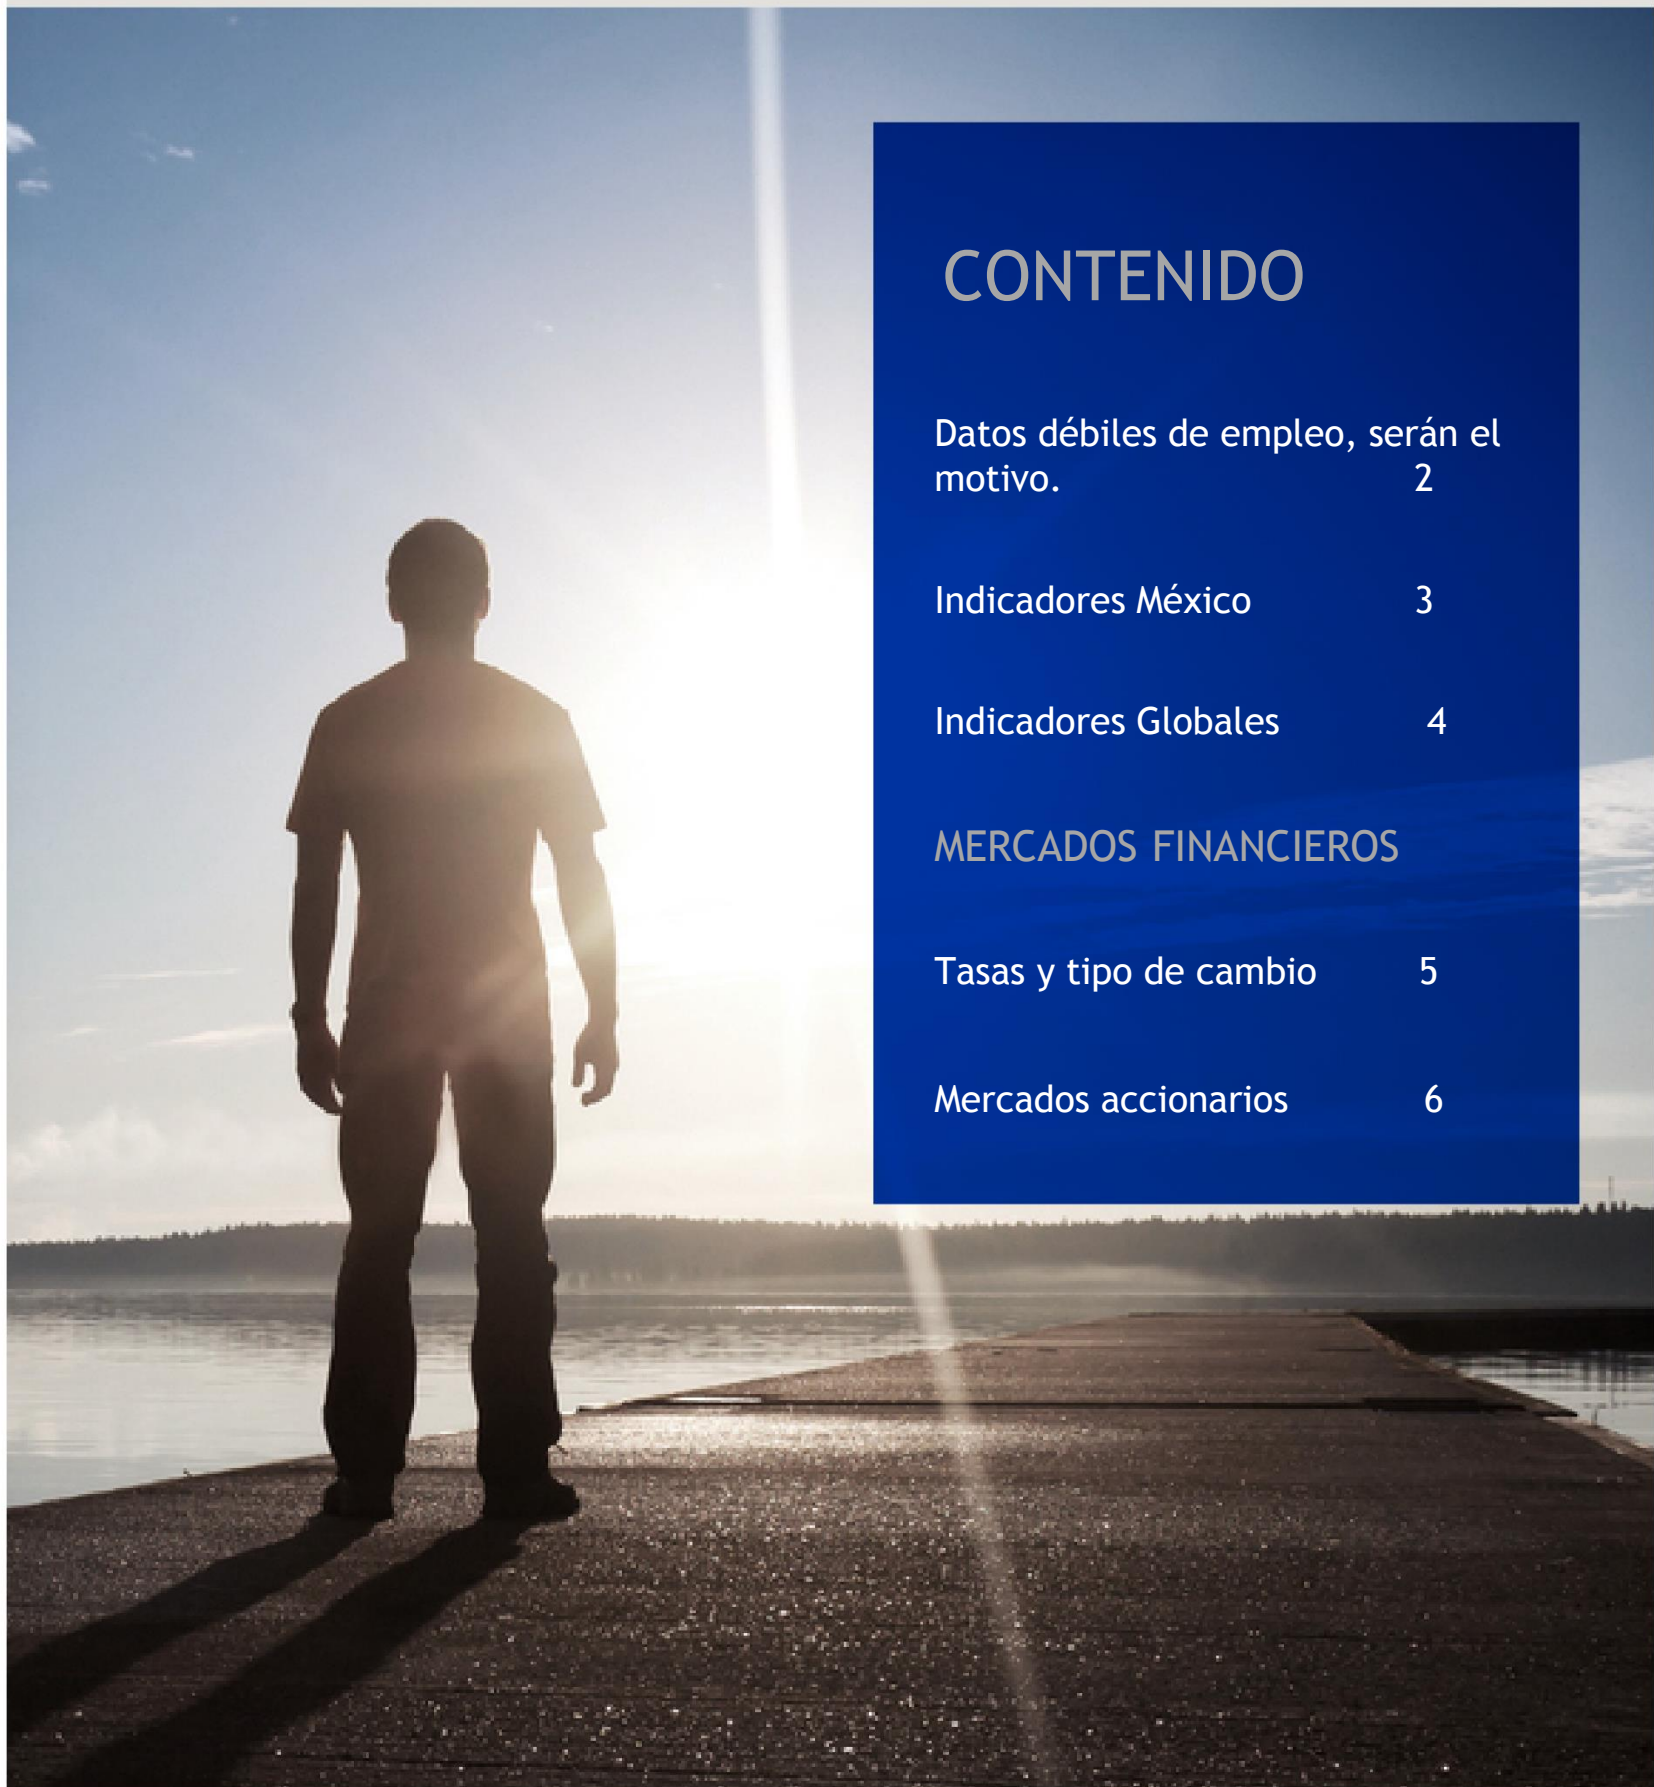 CONTENIDO
Datos débiles de empleo, serán el
motivo. 2
Indicadores México 3
Indicadores Globales 4
MERCADOS FINANCIEROS
Tasas y tipo de cambio 5
Mercados accionarios 6